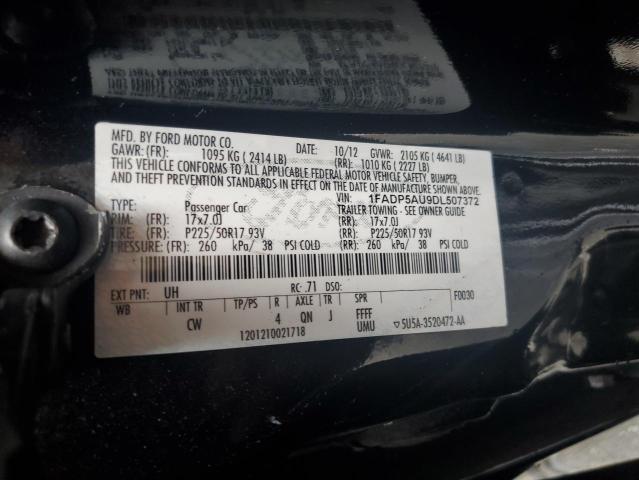 MFD. BY FORD MOTOR CO. DATE: 10/12 GVWR: 2105 KG ( 4641 LB)
GAWR: (FR): 1095 KG ( 2414 LB) (RR): 1010 KG ( 2227 LB)
THIS VEHICLE CONFORMS TO ALL APPLICABLE FEDERAL MOTOR VEHICLE SAFETY, BUMPER,
AND THEFT PREVENTION STANDARDS IN EFFECT ON THE DATE OF MANUFACTURE SHOWN ABOVE.
VIN: 1FADP5AU9DL507372
TYPE: Passenger Car TRAILER TOWING -- SEE OWNER GUIDE
RIM: (FR): 17x7.0J (RR): 17x7.0J
TIRE: (FR): P225/50R17 93V (RR): P225/50R17 93V
PRESSURE: (FR): 260 kPa/ 38 PSI COLD (RR): 260 kPa/ 38 PSI COLD
EXT PNT: UH RC: 71 DSO: F0030
WB INT TR TP/PS R AXLE TR SPR
CW 4 QN J FFFF
UMU
1201210021718 5U5A-3520472-AA